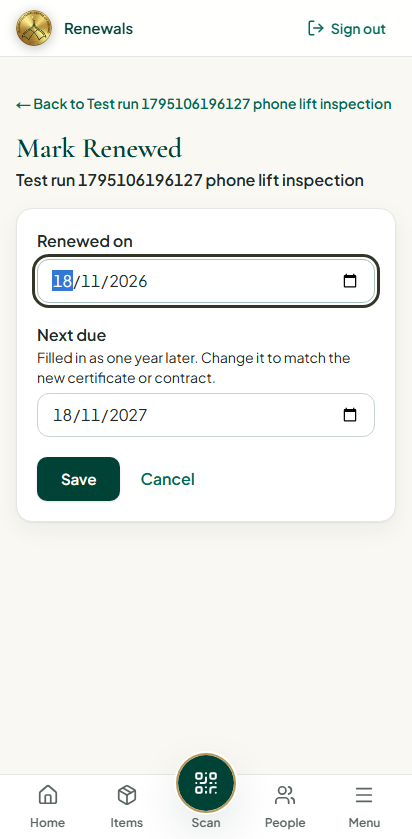 Renewals
Sign out
← Back to Test run 1795106196127 phone lift inspection
Mark Renewed
Test run 1795106196127 phone lift inspection
Renewed on
18/11/2026
Next due
Filled in as one year later. Change it to match the
new certificate or contract.
18/11/2027
Save
Cancel
Home
Items
Scan
People
Menu